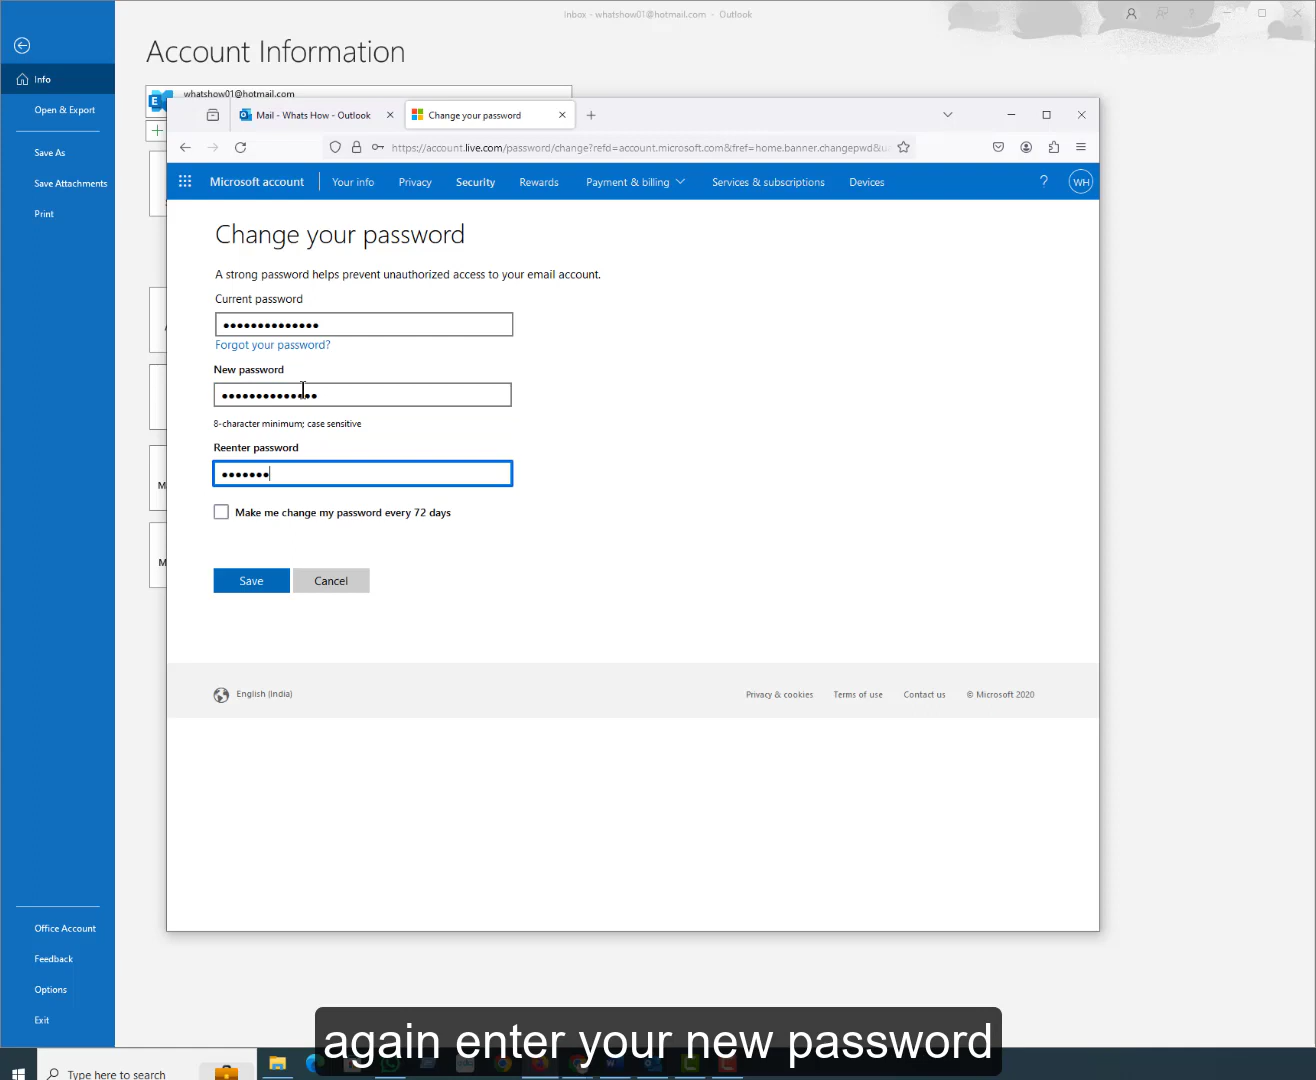 Inbox - whatshow01@hotmail.com - Outlook
Account Information
Info
whatshow01@hotmail.com
Open & Export
Mail - Whats How - Outlook
Change your password
https://account.live.com/password/change?refd=account.microsoft.com&fref=home.banner.changepwd&u
Save As
Save Attachments
Print
Microsoft account
Your info
Privacy
Security
Rewards
Payment & billing
Services & subscriptions
Devices
?
WH
Change your password
A strong password helps prevent unauthorized access to your email account.
Current password
••••••••••••••
Forgot your password?
New password
••••••••••••••
8-character minimum; case sensitive
Reenter password
•••••••
M
Make me change my password every 72 days
M
Save
Cancel
English (India)
Privacy & cookies
Terms of use
Contact us
© Microsoft 2020
Office Account
Feedback
Options
Exit
again enter your new password
Type here to search